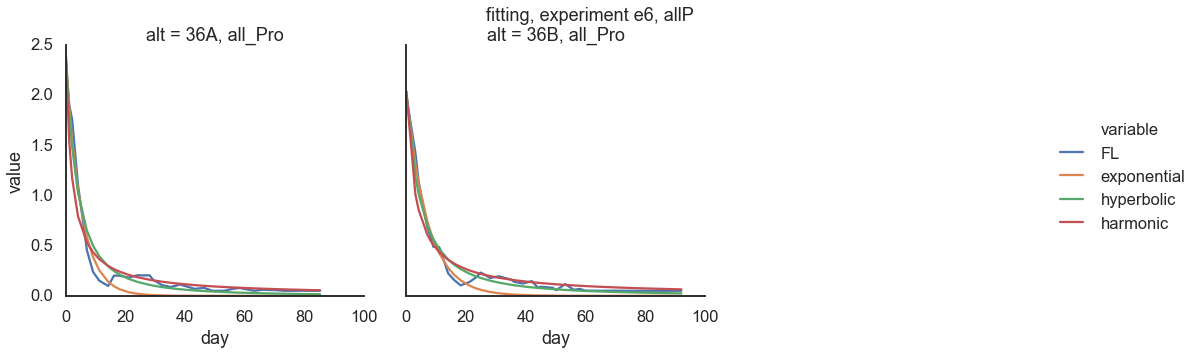 fitting, experiment e6, allP
alt = 36A, all_Pro
alt = 36B, all_Pro
2.5
2.0
1.5
1.0
0.5
0.0
value
0 20 40 60 80 100
day
0 20 40 60 80 100
day
variable
FL
exponential
hyperbolic
harmonic